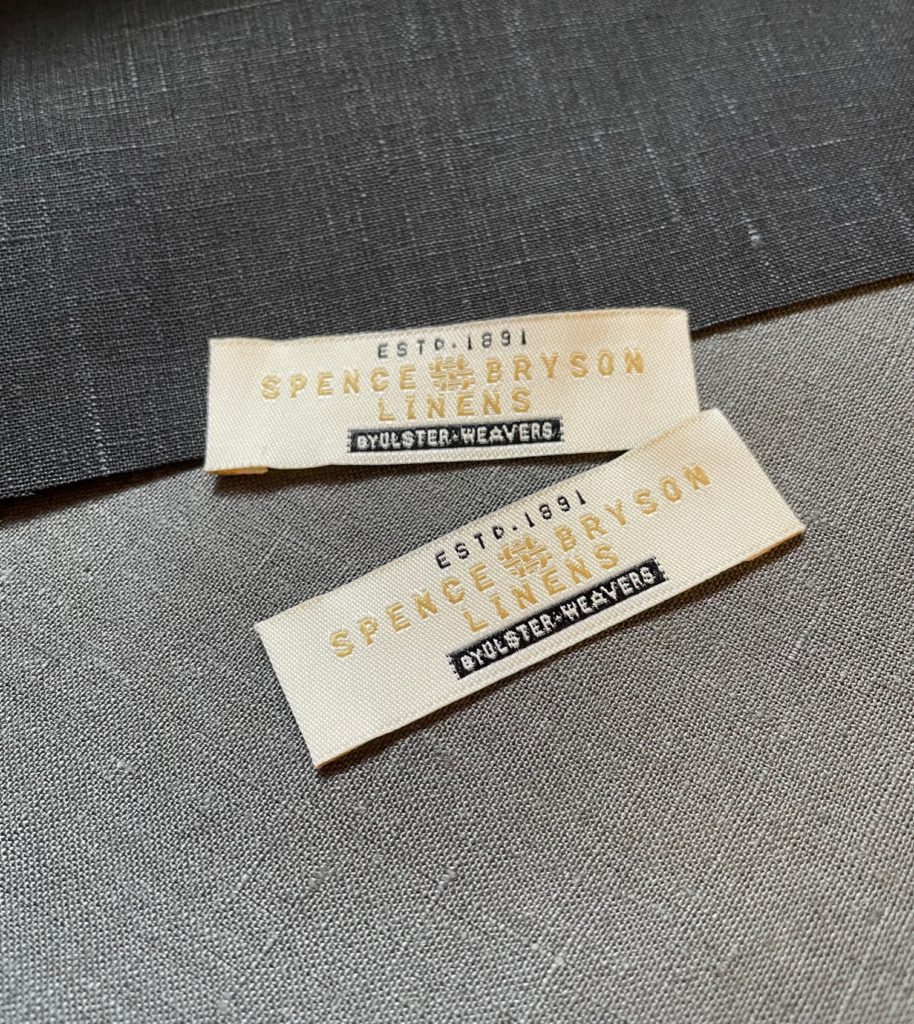 ESTD.1891
SPENCE BRYSON
LINENS
BY ULSTER·WEAVERS
ESTD.1891
SPENCE BRYSON
LINENS
BY ULSTER·WEAVERS